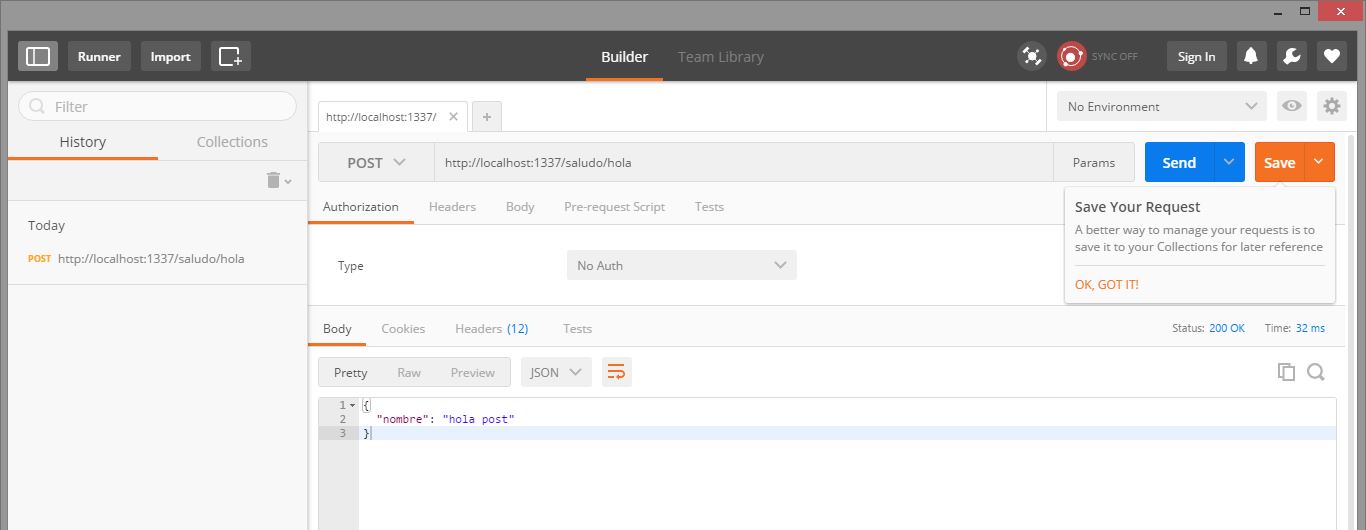 Runner
Import
Builder
Team Library
SYNC OFF
Sign In
Filter
History
Collections
Today
POST http://localhost:1337/saludo/hola
http://localhost:1337/
No Environment
POST
http://localhost:1337/saludo/hola
Params
Send
Save
Authorization
Headers
Body
Pre-request Script
Tests
Save Your Request
A better way to manage your requests is to
save it to your Collections for later reference
OK, GOT IT!
Type
No Auth
Body
Cookies
Headers (12)
Tests
Status: 200 OK
Time: 32 ms
Pretty
Raw
Preview
JSON
1 {
2 "nombre": "hola post"
3 }